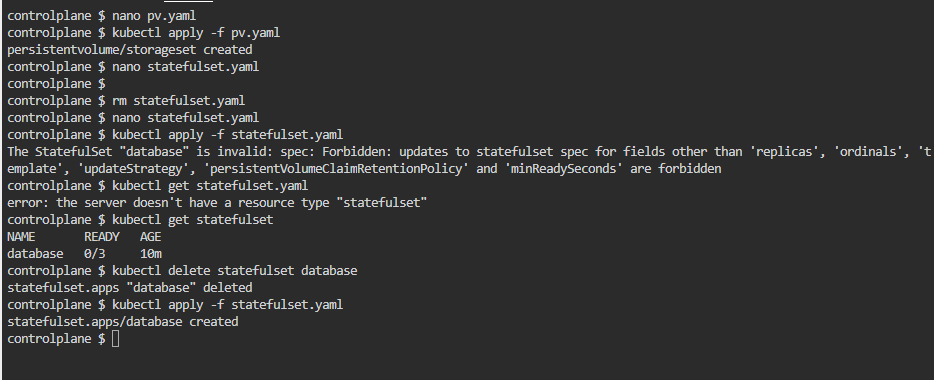 controlplane $ nano pv.yaml
controlplane $ kubectl apply -f pv.yaml
persistentvolume/storageset created
controlplane $ nano statefulset.yaml
controlplane $
controlplane $ rm statefulset.yaml
controlplane $ nano statefulset.yaml
controlplane $ kubectl apply -f statefulset.yaml
The StatefulSet "database" is invalid: spec: Forbidden: updates to statefulset spec for fields other than 'replicas', 'ordinals', 't
emplate', 'updateStrategy', 'persistentVolumeClaimRetentionPolicy' and 'minReadySeconds' are forbidden
controlplane $ kubectl get statefulset.yaml
error: the server doesn't have a resource type "statefulset"
controlplane $ kubectl get statefulset
NAME       READY   AGE
database   0/3     10m
controlplane $ kubectl delete statefulset database
statefulset.apps "database" deleted
controlplane $ kubectl apply -f statefulset.yaml
statefulset.apps/database created
controlplane $